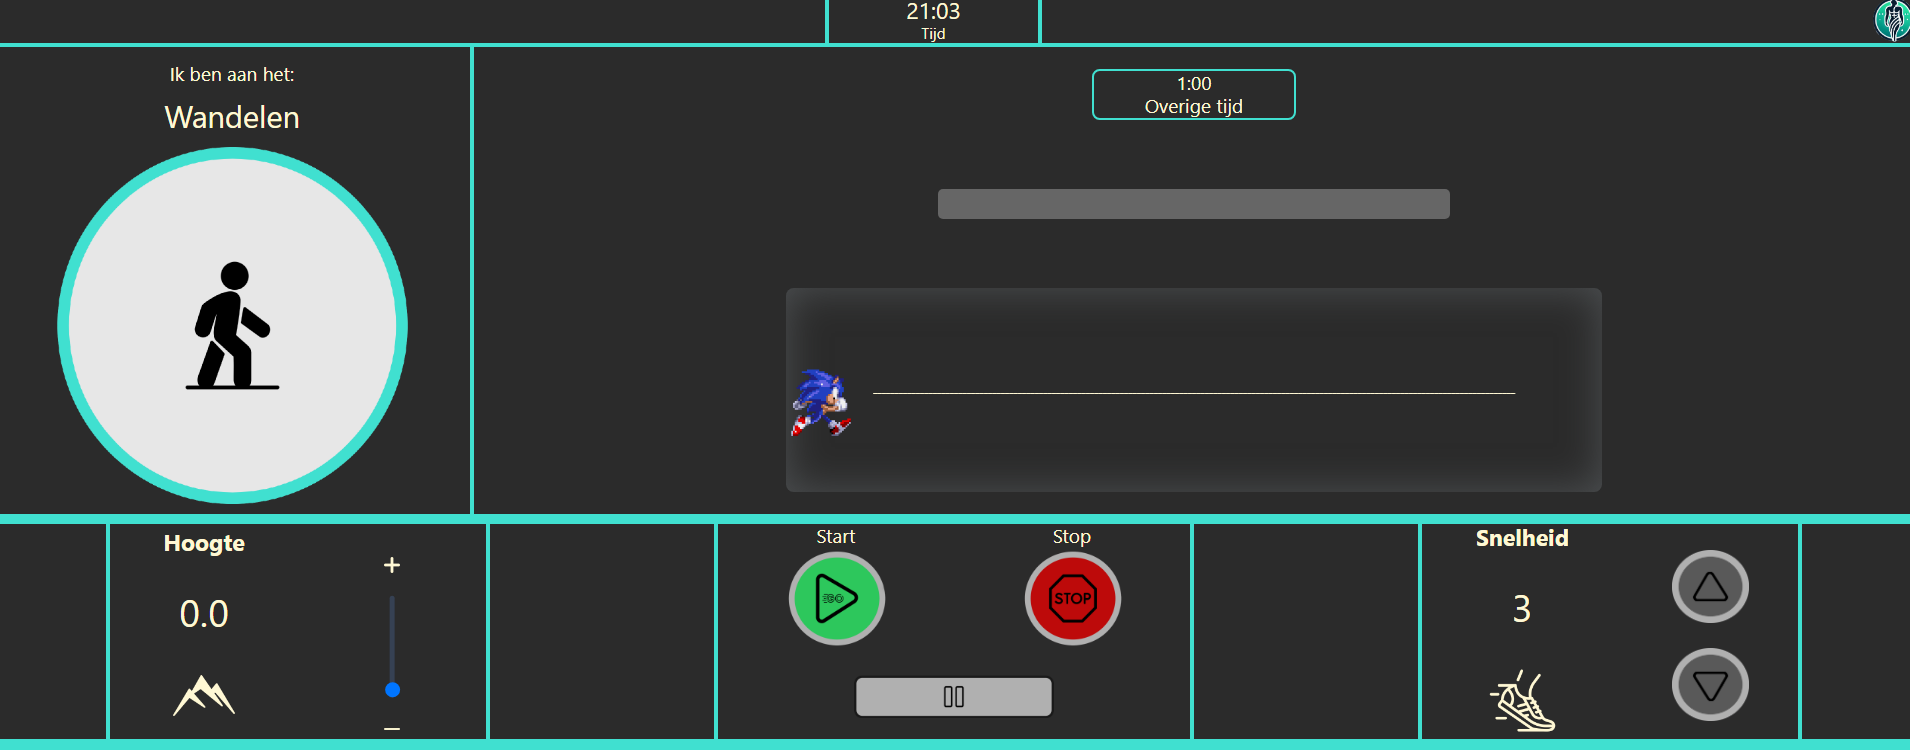 21:03
Tijd
Ik ben aan het:
Wandelen
1:00
Overige tijd
Hoogte
+
0.0
–
Start
Stop
GO
STOP
Snelheid
3